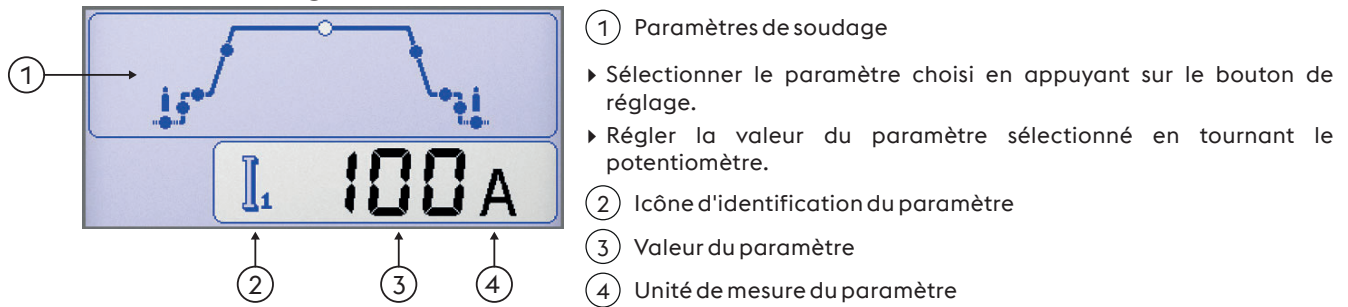 1 Paramètres de soudage
1
▸ Sélectionner le paramètre choisi en appuyant sur le bouton de
réglage.
▸ Régler la valeur du paramètre sélectionné en tournant le
potentiomètre.
I1 100 A
2 Icône d'identification du paramètre
3 Valeur du paramètre
2 3 4
4 Unité de mesure du paramètre